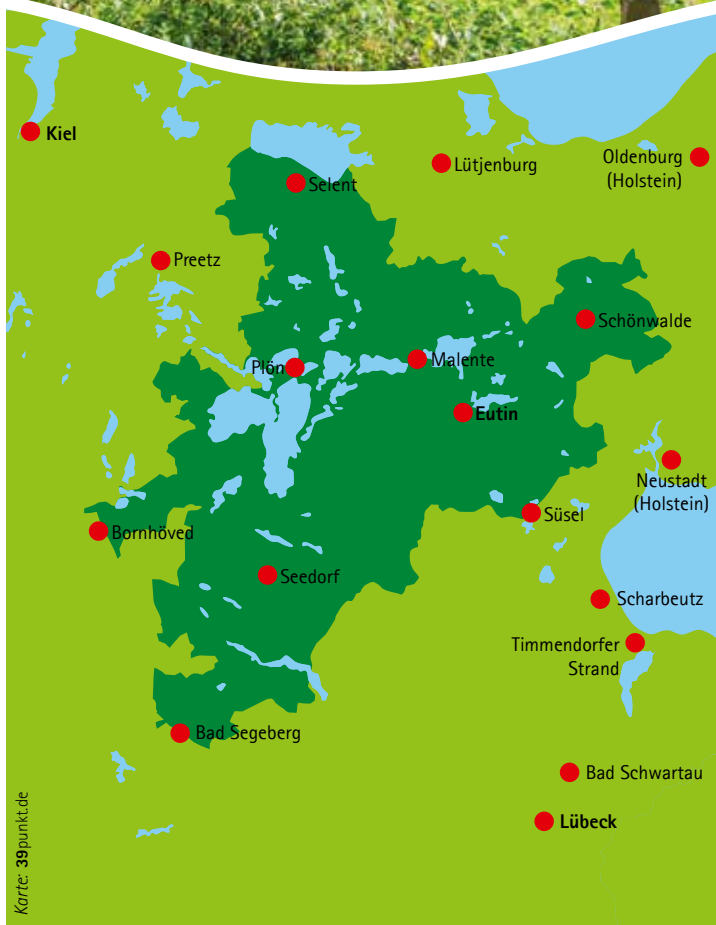 Kiel
Lütjenburg
Oldenburg
(Holstein)
Selent
Preetz
Schönwalde
Malente
Plön
Eutin
Neustadt
(Holstein)
Süsel
Bornhöved
Seedorf
Scharbeutz
Timmendorfer
Strand
Bad Segeberg
Bad Schwartau
Lübeck
Karte: 39punkt.de